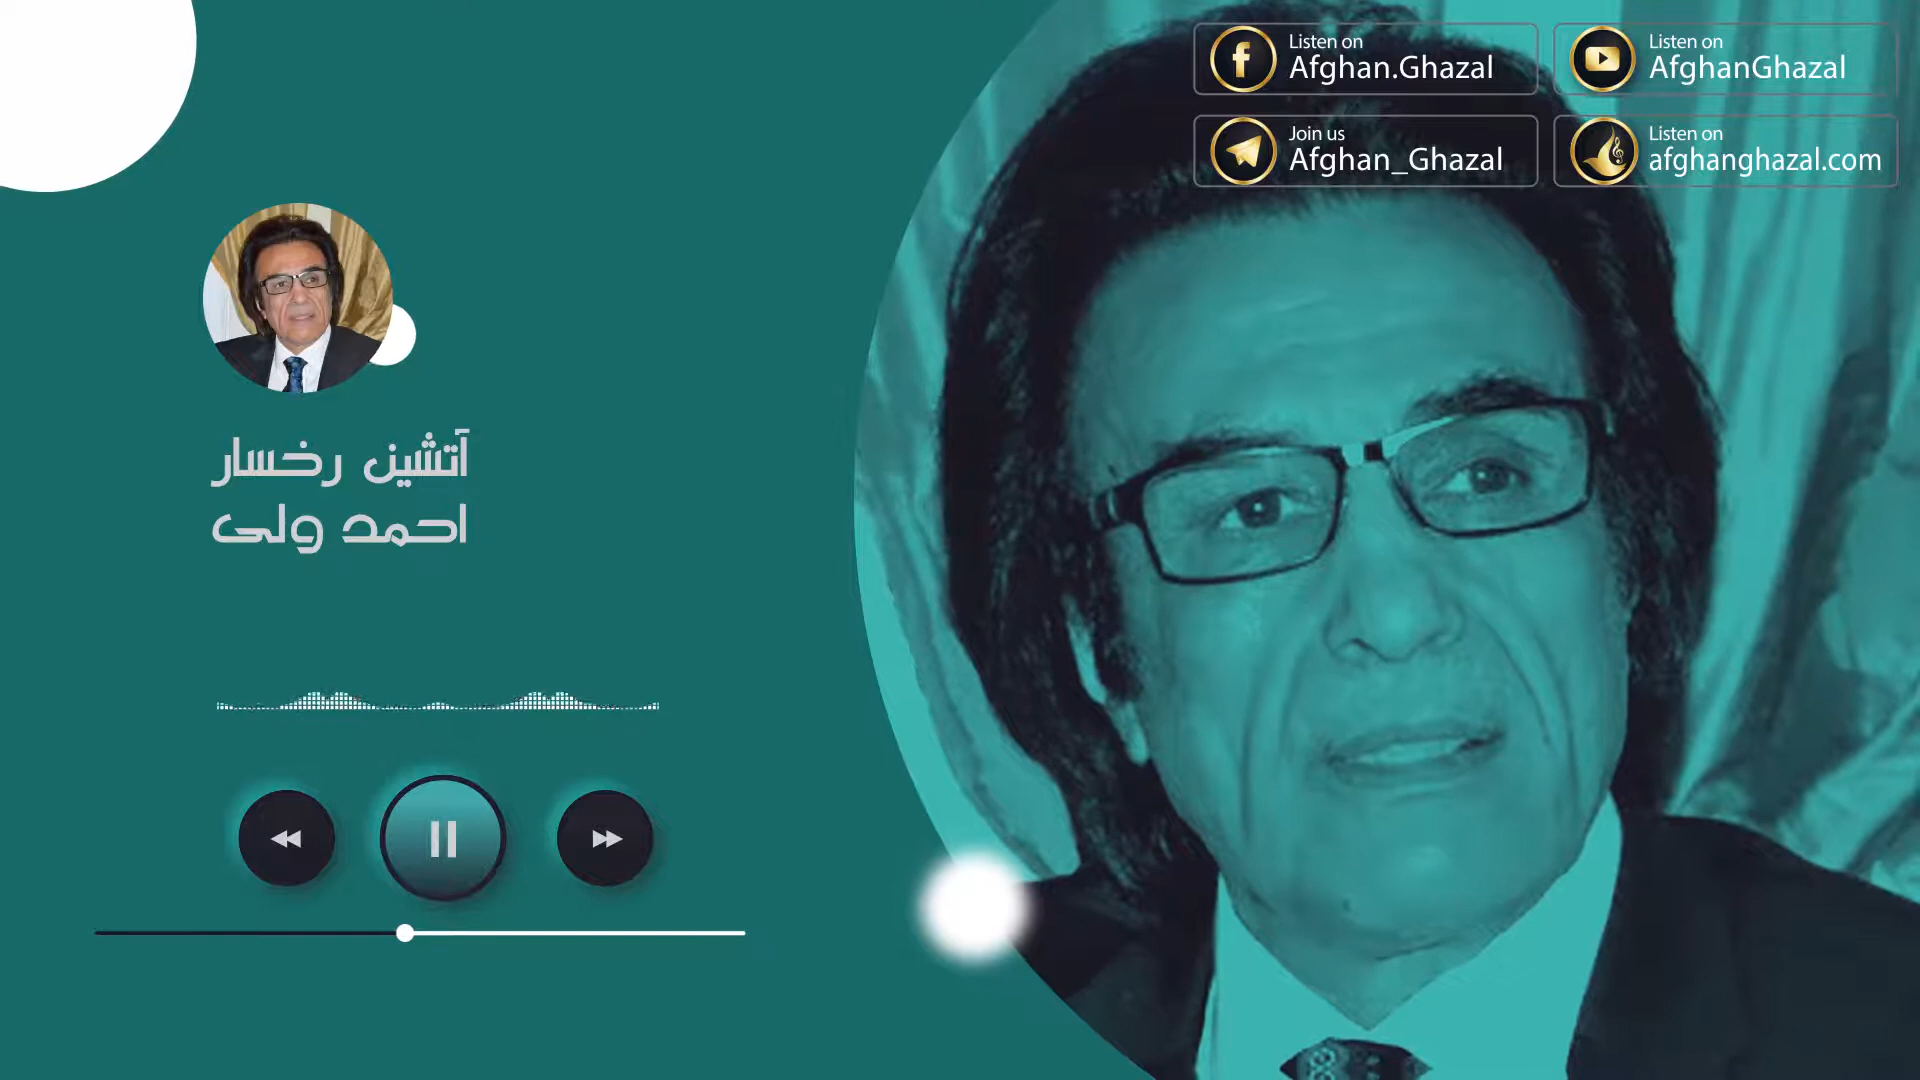 Listen on
Afghan.Ghazal
Listen on
AfghanGhazal
Join us
Afghan_Ghazal
Listen on
afghanghazal.com
آتشین رخسار
احمد ولی